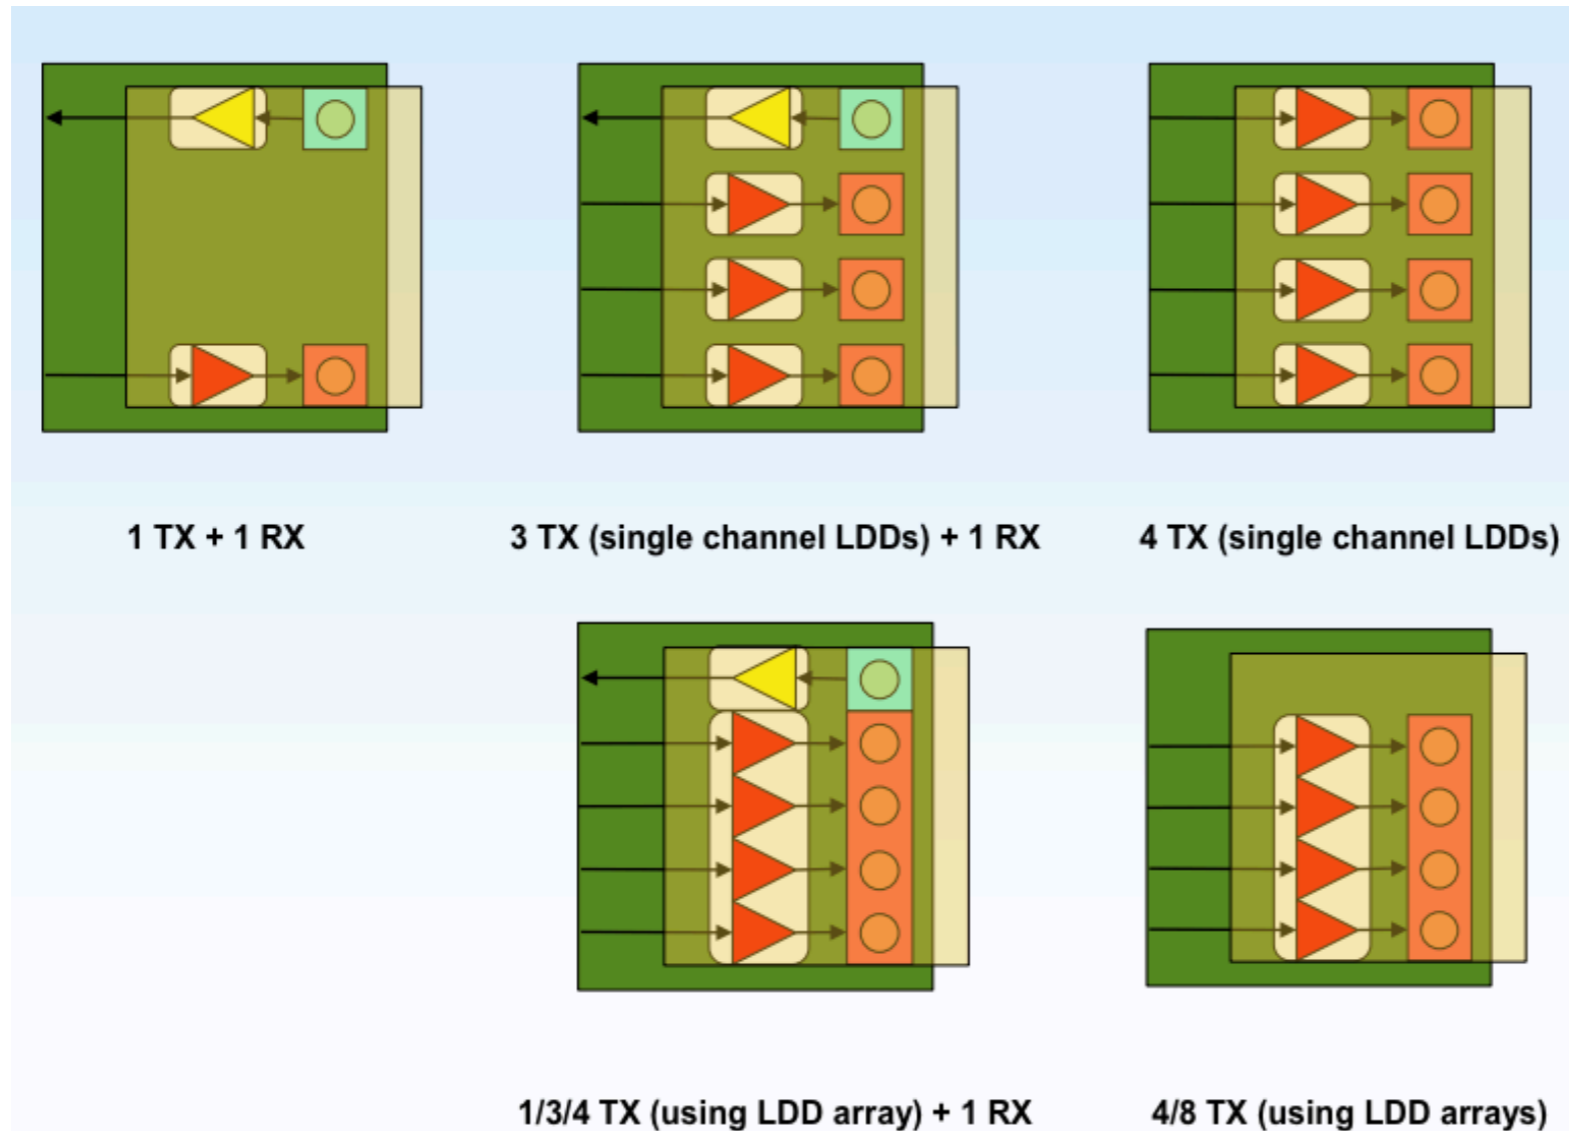 1 TX + 1 RX
3 TX (single channel LDDs) + 1 RX
4 TX (single channel LDDs)
1/3/4 TX (using LDD array) + 1 RX
4/8 TX (using LDD arrays)